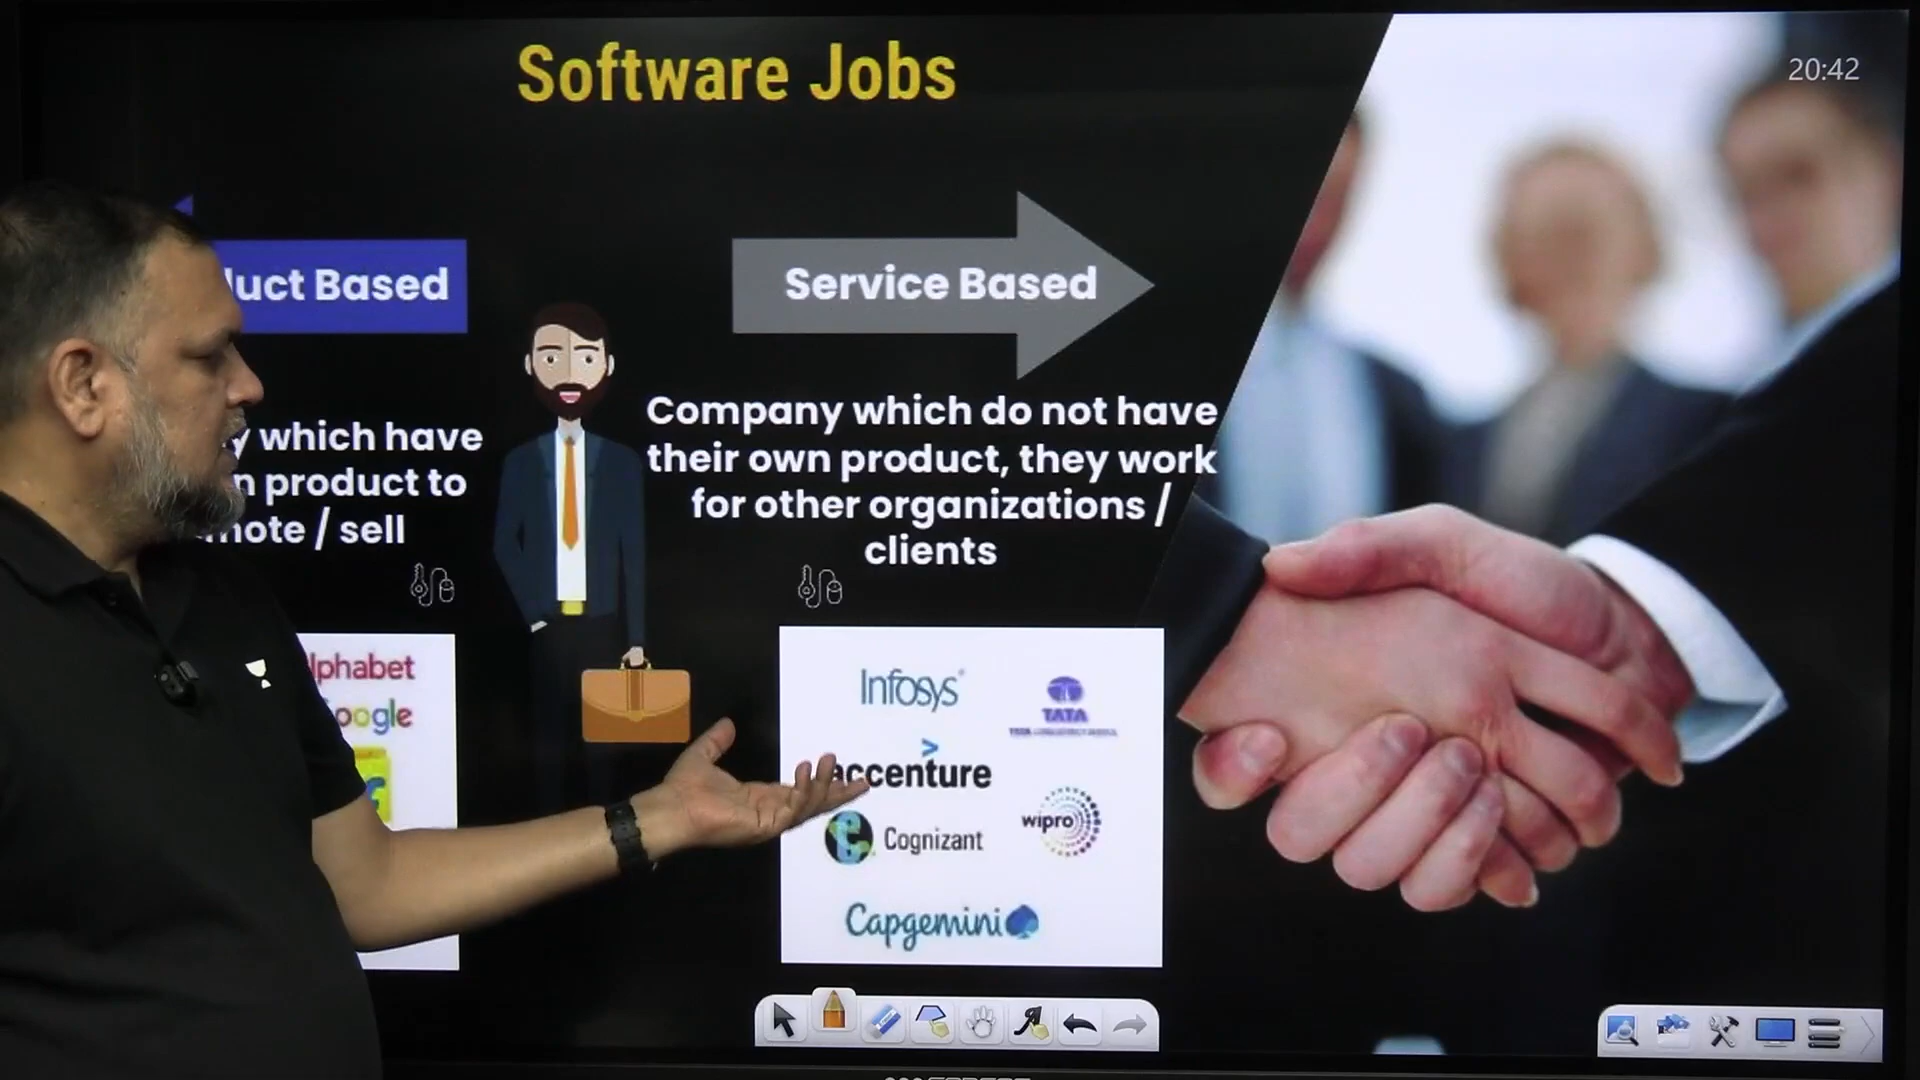 Software Jobs
20:42
duct Based
Service Based
y which have
n product to
mote / sell
Company which do not have
their own product, they work
for other organizations /
clients
lphabet
oogle
Infosys
TATA
accenture
wipro
Cognizant
Capgemini